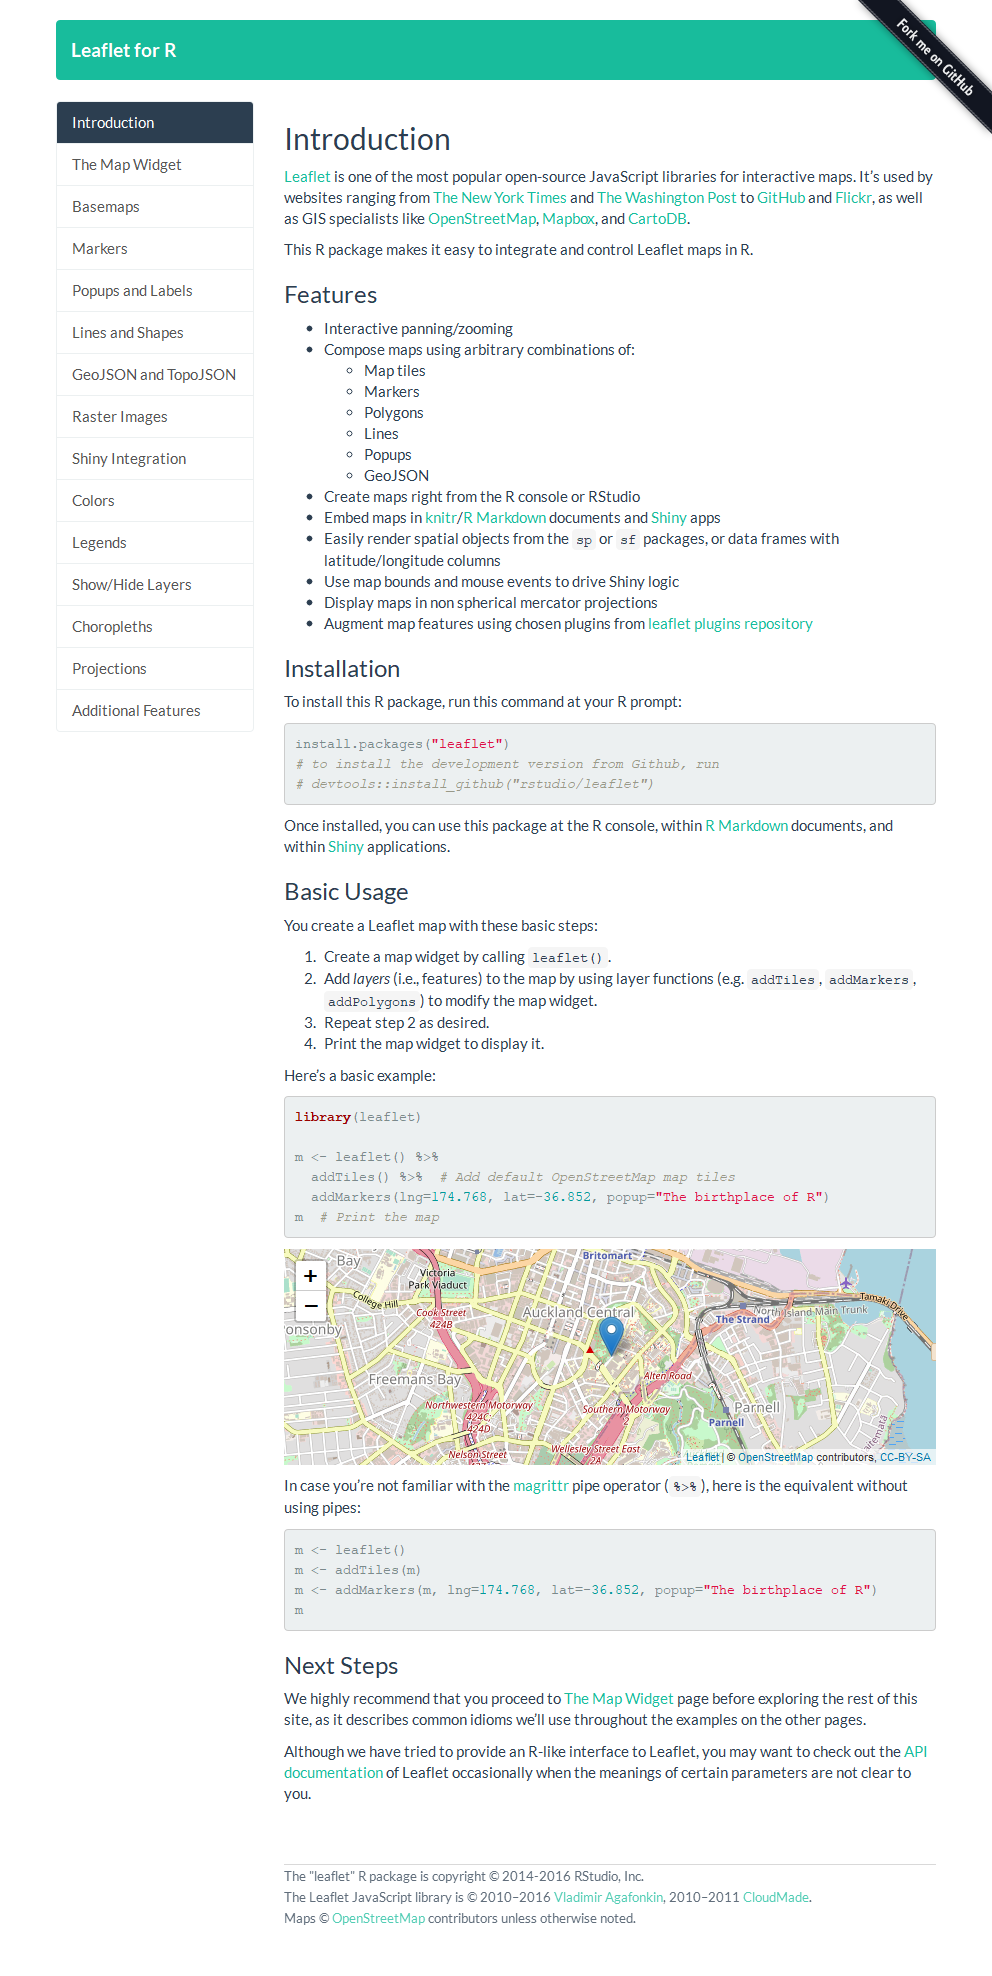 Leaflet for R
Fork me on GitHub
Introduction
The Map Widget
Basemaps
Markers
Popups and Labels
Lines and Shapes
GeoJSON and TopoJSON
Raster Images
Shiny Integration
Colors
Legends
Show/Hide Layers
Choropleths
Projections
Additional Features
Introduction
Leaflet is one of the most popular open-source JavaScript libraries for interactive maps. It’s used by
websites ranging from The New York Times and The Washington Post to GitHub and Flickr, as well
as GIS specialists like OpenStreetMap, Mapbox, and CartoDB.
This R package makes it easy to integrate and control Leaflet maps in R.
Features
• Interactive panning/zooming
• Compose maps using arbitrary combinations of:
◦ Map tiles
◦ Markers
◦ Polygons
◦ Lines
◦ Popups
◦ GeoJSON
• Create maps right from the R console or RStudio
• Embed maps in knitr/R Markdown documents and Shiny apps
• Easily render spatial objects from the sp or sf packages, or data frames with
latitude/longitude columns
• Use map bounds and mouse events to drive Shiny logic
• Display maps in non spherical mercator projections
• Augment map features using chosen plugins from leaflet plugins repository
Installation
To install this R package, run this command at your R prompt:
install.packages("leaflet")
# to install the development version from Github, run
# devtools::install_github("rstudio/leaflet")
Once installed, you can use this package at the R console, within R Markdown documents, and
within Shiny applications.
Basic Usage
You create a Leaflet map with these basic steps:
1. Create a map widget by calling leaflet().
2. Add layers (i.e., features) to the map by using layer functions (e.g. addTiles, addMarkers,
addPolygons) to modify the map widget.
3. Repeat step 2 as desired.
4. Print the map widget to display it.
Here’s a basic example:
library(leaflet)
m <- leaflet() %>%
addTiles() %>%  # Add default OpenStreetMap map tiles
addMarkers(lng=174.768, lat=-36.852, popup="The birthplace of R")
m  # Print the map
+
−
Bay
Victoria
Park Viaduct
College Hill
Cook Street
424B
onsonby
Freemans Bay
Northwestern Motorway
424C;
424D
Nelson Street
Auckland Central
Britomart
The Strand
North Island Main Trunk
Tamaki Drive
Alten Road
Southern Motorway
2
Wellesley Street East
2A
Parnell
Parnell
aitemata
Leaflet | © OpenStreetMap contributors, CC-BY-SA
In case you’re not familiar with the magrittr pipe operator (%>%), here is the equivalent without
using pipes:
m <- leaflet()
m <- addTiles(m)
m <- addMarkers(m, lng=174.768, lat=-36.852, popup="The birthplace of R")
m
Next Steps
We highly recommend that you proceed to The Map Widget page before exploring the rest of this
site, as it describes common idioms we’ll use throughout the examples on the other pages.
Although we have tried to provide an R-like interface to Leaflet, you may want to check out the API
documentation of Leaflet occasionally when the meanings of certain parameters are not clear to
you.
The "leaflet" R package is copyright © 2014-2016 RStudio, Inc.
The Leaflet JavaScript library is © 2010–2016 Vladimir Agafonkin, 2010–2011 CloudMade.
Maps © OpenStreetMap contributors unless otherwise noted.